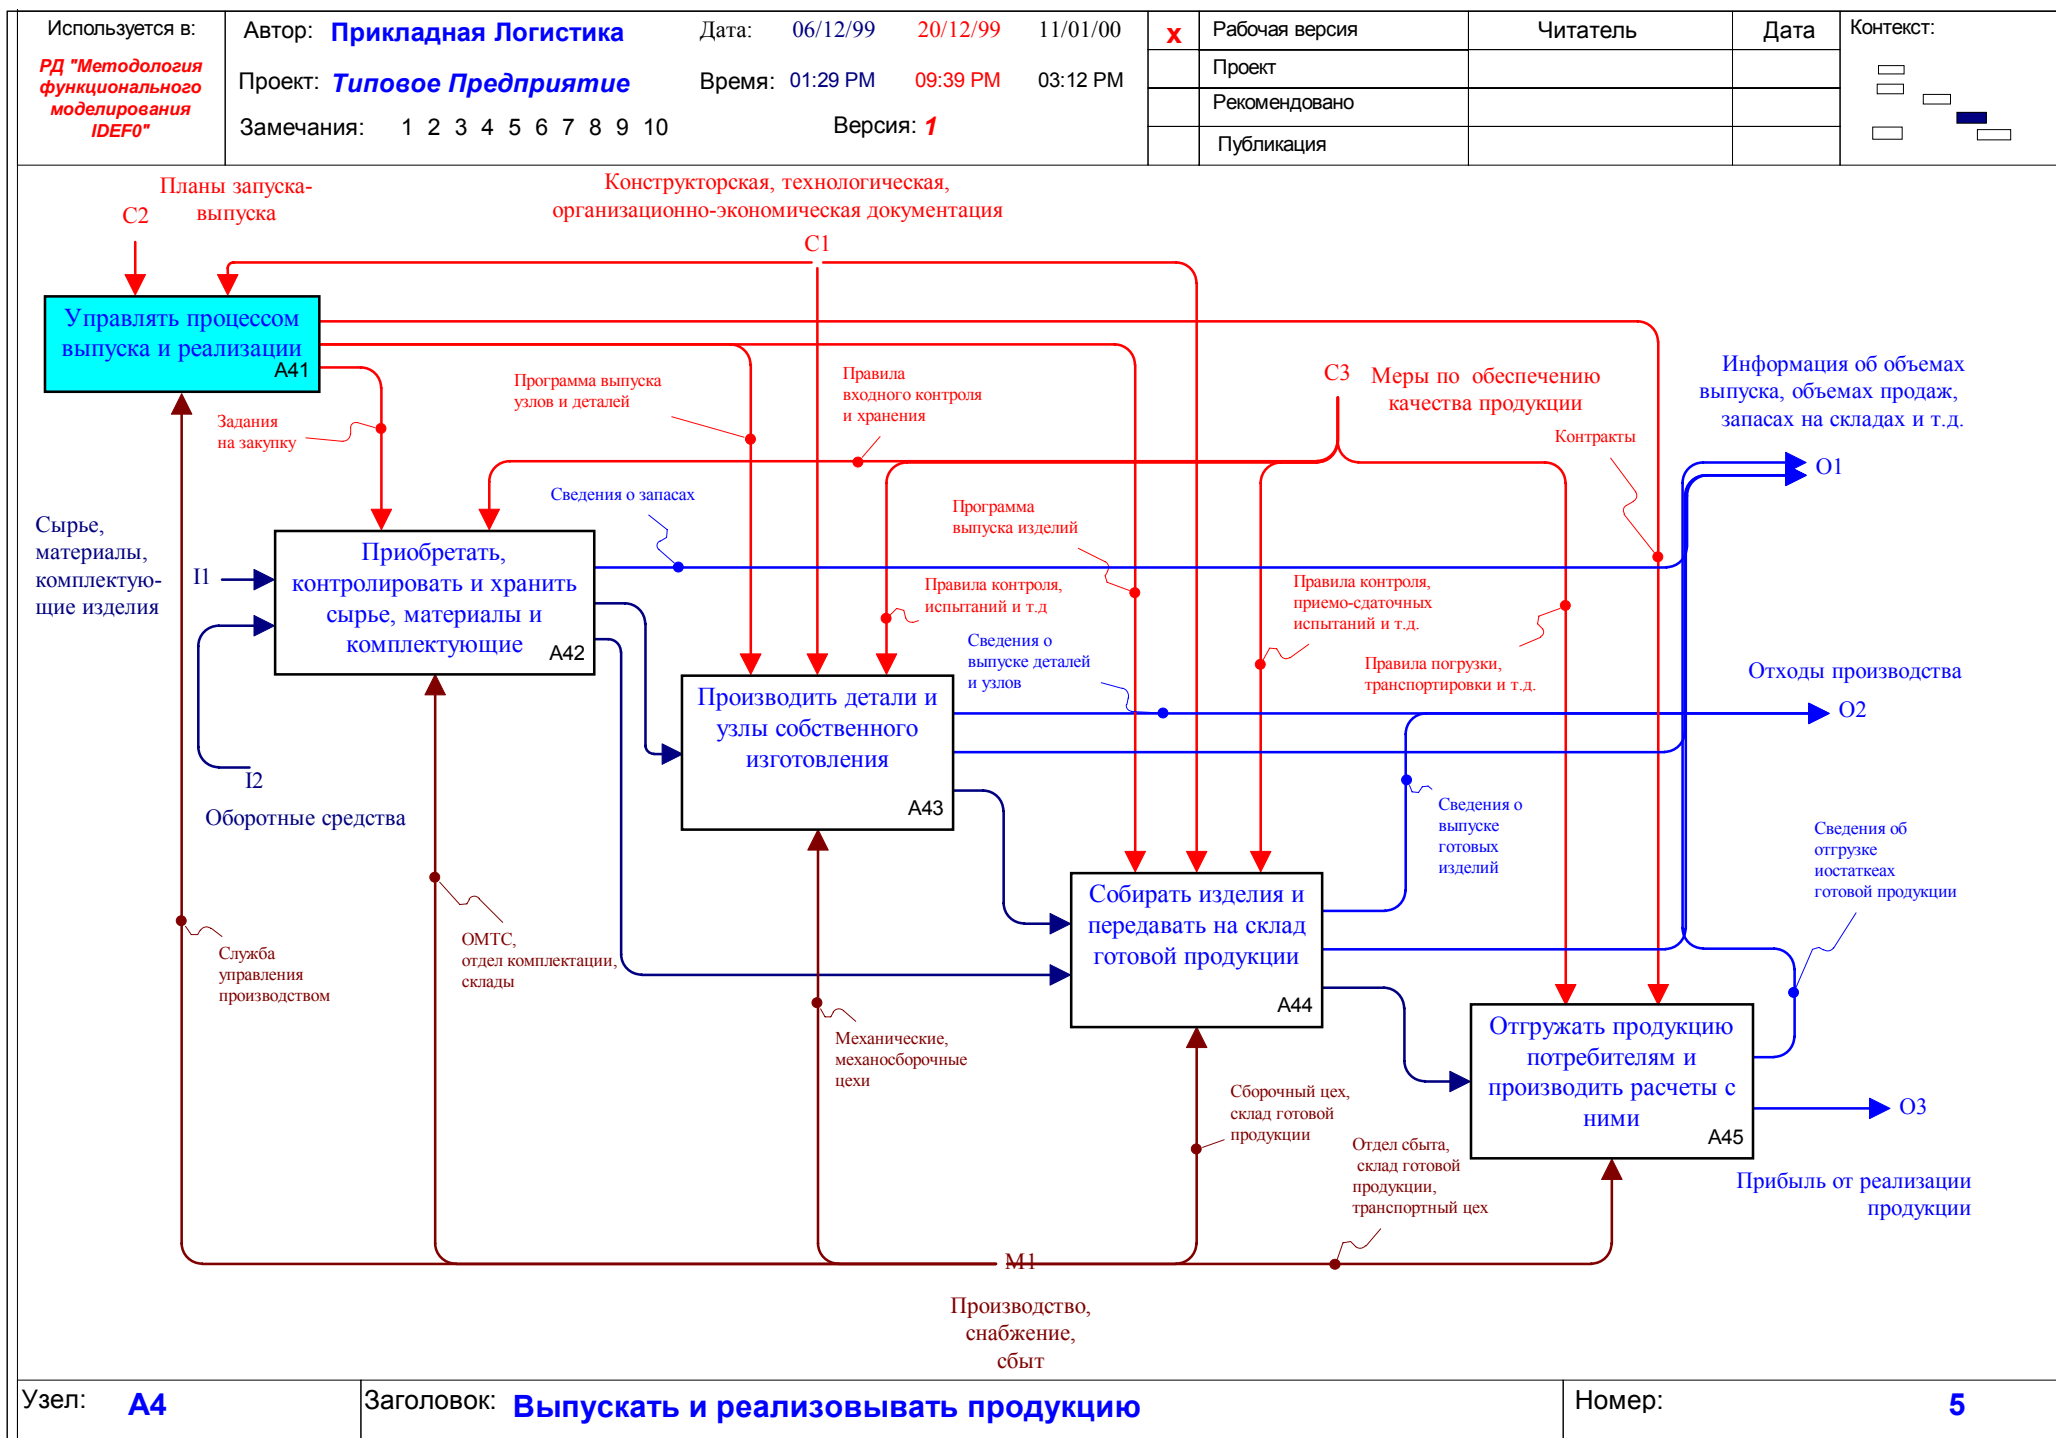 Используется в:
РД "Методология
функционального
моделирования
IDEF0"
Автор: Прикладная Логистика
Дата: 06/12/99 20/12/99 11/01/00
Проект: Типовое Предприятие
Время: 01:29 PM 09:39 PM 03:12 PM
Замечания: 1 2 3 4 5 6 7 8 9 10
Версия: 1
x Рабочая версия Читатель Дата
Проект
Рекомендовано
Публикация
Контекст:
Планы запуска-
выпуска
C2
Конструкторская, технологическая,
организационно-экономическая документация
C1
Управлять процессом
выпуска и реализации
A41
Задания
на закупку
Программа выпуска
узлов и деталей
Правила
входного контроля
и хранения
C3
Меры по обеспечению
качества продукции
Контракты
Информация об объемах
выпуска, объемах продаж,
запасах на складах и т.д.
O1
Сведения о запасах
Программа
выпуска изделий
Сырье,
материалы,
комплектую-
щие изделия
I1
Приобретать,
контролировать и хранить
сырье, материалы и
комплектующие
A42
Правила контроля,
испытаний и т.д
Правила контроля,
приемо-сдаточных
испытаний и т.д.
Сведения о
выпуске деталей
и узлов
Правила погрузки,
транспортировки и т.д.
Отходы производства
O2
I2
Оборотные средства
Производить детали и
узлы собственного
изготовления
A43
Сведения о
выпуске
готовых
изделий
Сведения об
отгрузке
иостаткеах
готовой продукции
Собирать изделия и
передавать на склад
готовой продукции
A44
Служба
управления
производством
ОМТС,
отдел комплектации,
склады
Механические,
механосборочные
цехи
Отгружать продукцию
потребителям и
производить расчеты с
ними
A45
O3
Сборочный цех,
склад готовой
продукции
Отдел сбыта,
склад готовой
продукции,
транспортный цех
Прибыль от реализации
продукции
M1
Производство,
снабжение,
сбыт
Узел: A4
Заголовок: Выпускать и реализовывать продукцию
Номер: 5